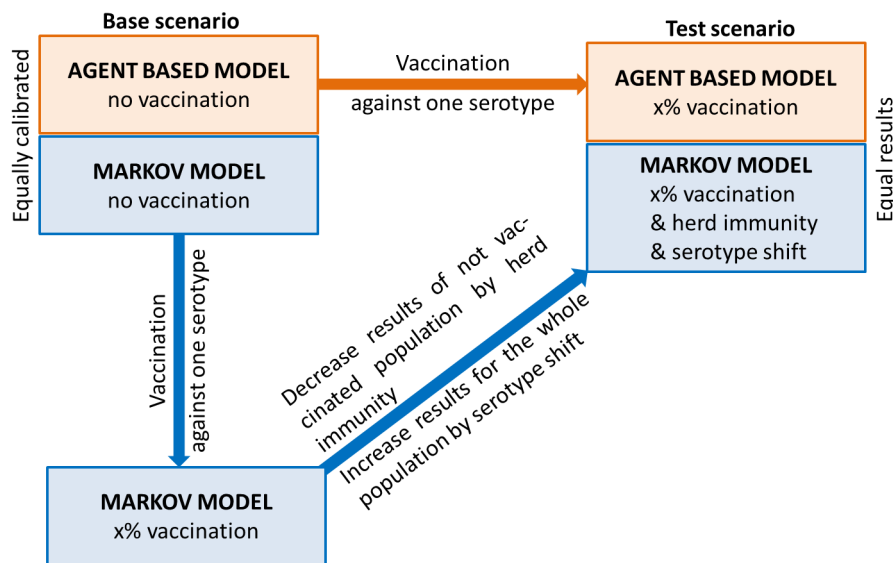 Base scenario
Equally calibrated
AGENT BASED MODEL
no vaccination
MARKOV MODEL
no vaccination
Vaccination
against one serotype
Test scenario
AGENT BASED MODEL
x% vaccination
MARKOV MODEL
x% vaccination
& herd immunity
& serotype shift
Equal results
Vaccination
against one serotype
Decrease results of not vac-
cinated population by herd
immunity
Increase results for the whole
population by serotype shift
MARKOV MODEL
x% vaccination